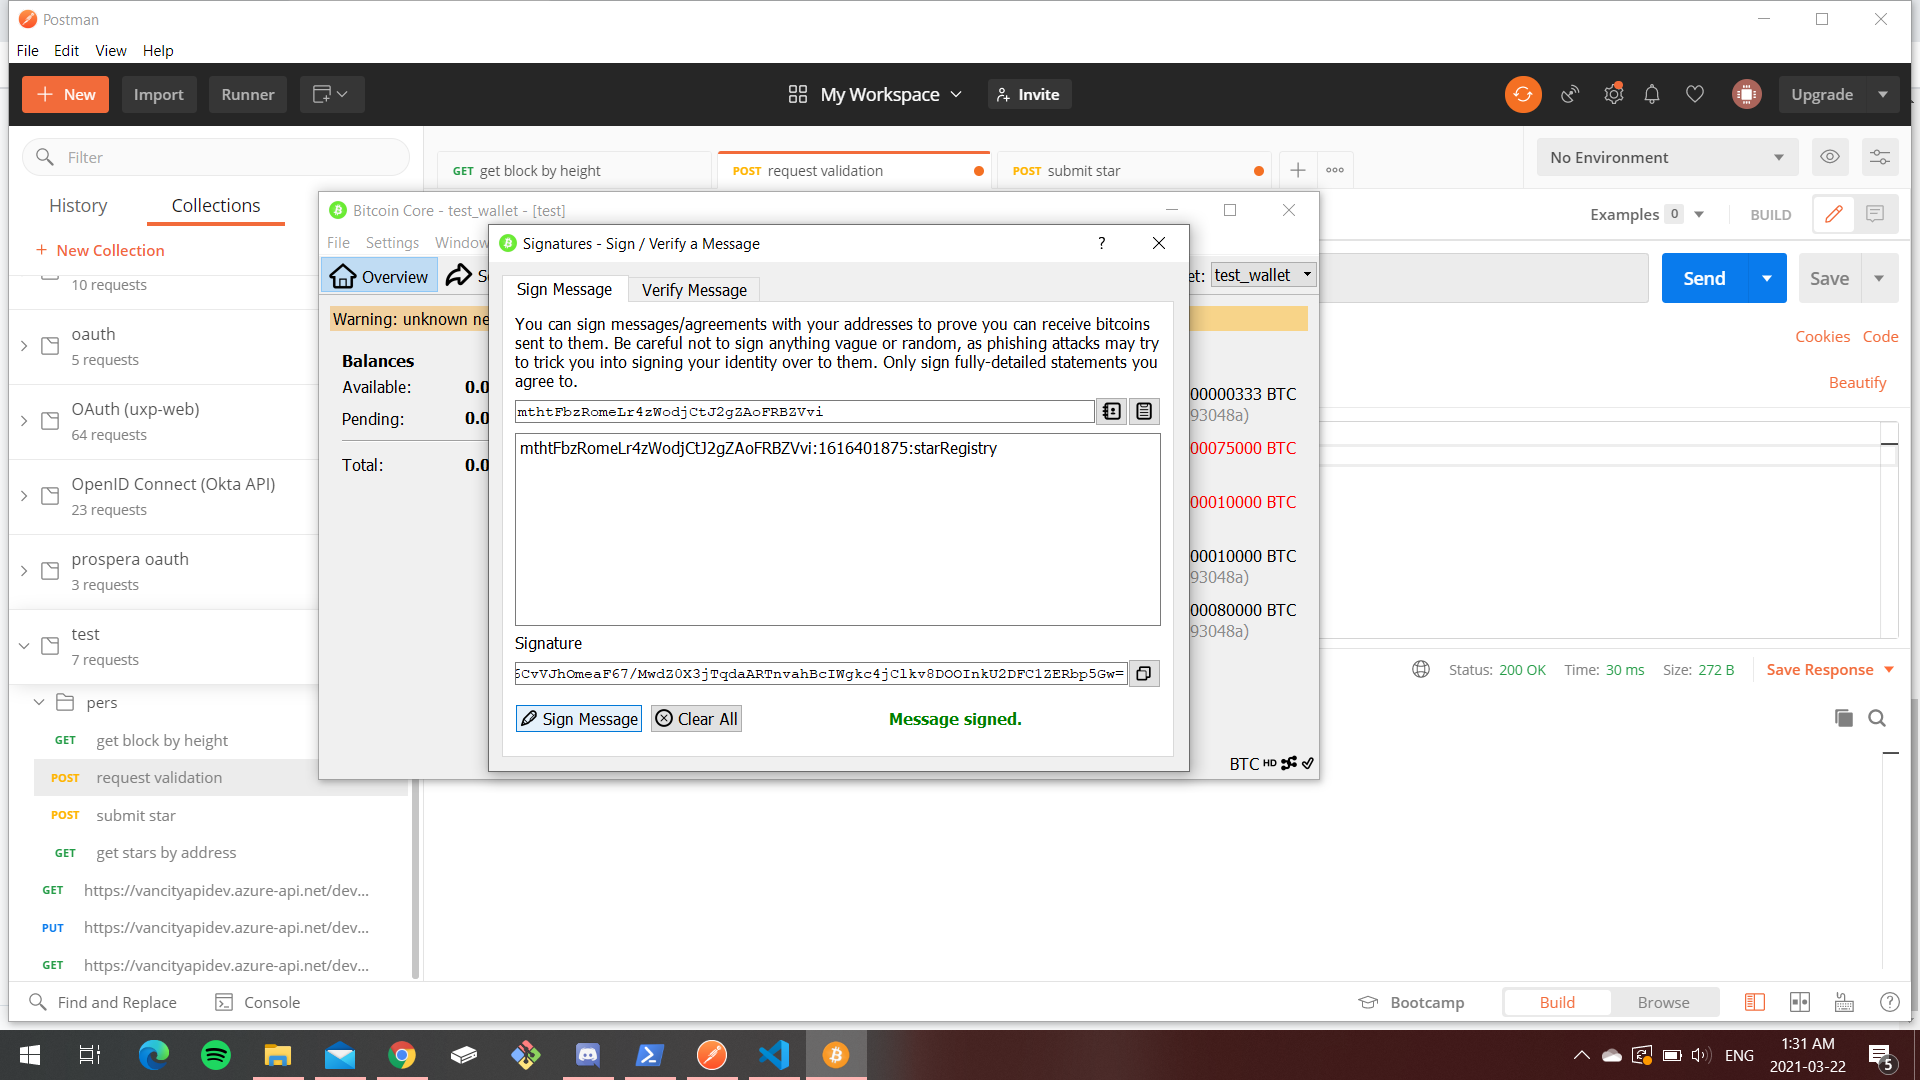 Postman
File Edit View Help
New Import Runner My Workspace Invite Upgrade
Filter
GET get block by height POST request validation POST submit star No Environment
History Collections
Examples 0 BUILD
New Collection
10 requests
oauth
5 requests
OAuth (uxp-web)
64 requests
OpenID Connect (Okta API)
23 requests
prospera oauth
3 requests
test
7 requests
pers
GET get block by height
POST request validation
POST submit star
GET get stars by address
GET https://vancityapidev.azure-api.net/dev...
PUT https://vancityapidev.azure-api.net/dev...
GET https://vancityapidev.azure-api.net/dev...
Send Save
Cookies Code
Beautify
Bitcoin Core - test_wallet - [test]
File Settings Window
Overview
test_wallet
Warning: unknown
Balances
Available: 0.0
Pending: 0.0
Total: 0.0
00000333 BTC
93048a)
00075000 BTC
00010000 BTC
00010000 BTC
93048a)
00080000 BTC
93048a)
BTC HD
Signatures - Sign / Verify a Message ?
Sign Message Verify Message
You can sign messages/agreements with your addresses to prove you can receive bitcoins
sent to them. Be careful not to sign anything vague or random, as phishing attacks may try
to trick you into signing your identity over to them. Only sign fully-detailed statements you
agree to.
mthtFbzRomeLr4zWodjCtJ2gZAoFRBZVvi
mthtFbzRomeLr4zWodjCtJ2gZAoFRBZVvi:1616401875:starRegistry
Signature
6CvVJhOmeaF67/MwdZ0X3jTqdaARTnvahBcIWgkc4jClkv8DOOInkU2DFC1ZERbp5Gw=
Sign Message Clear All Message signed.
Status: 200 OK Time: 30 ms Size: 272 B Save Response
Find and Replace Console Bootcamp Build Browse
ENG 1:31 AM
2021-03-22
5